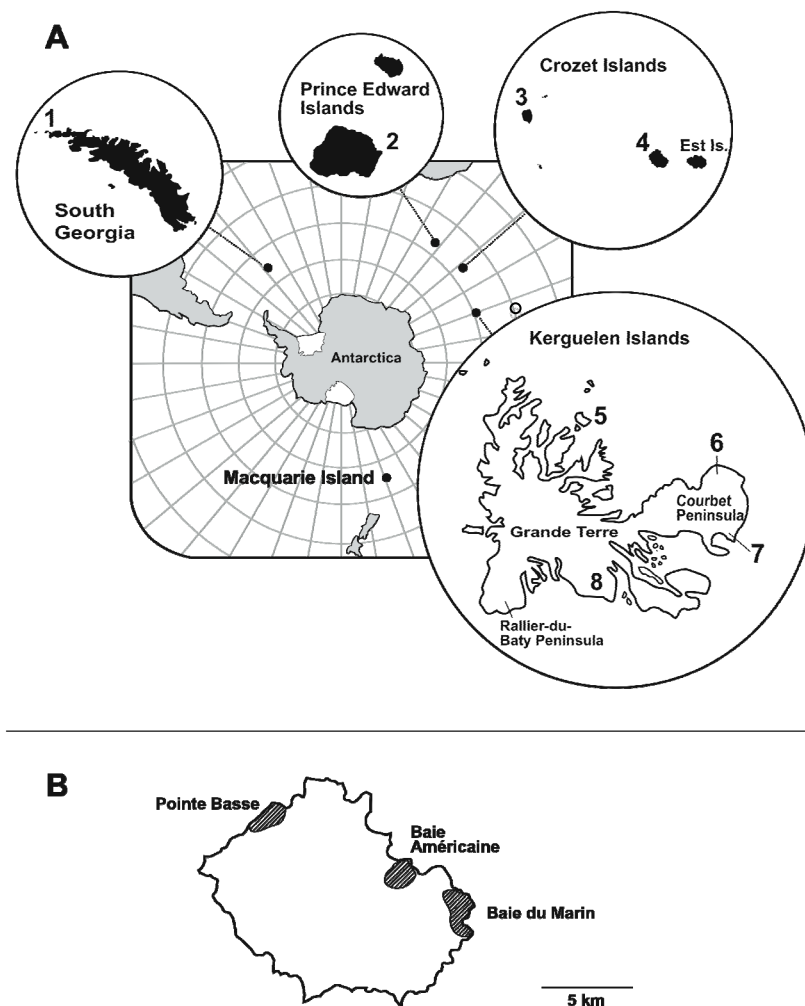 A
1
South
Georgia
Prince Edward
Islands
2
Crozet Islands
3
4
Est Is.
Antarctica
Macquarie Island
Kerguelen Islands
5
6
Courbet
Peninsula
7
Grande Terre
8
Rallier-du-
Baty Peninsula
B
Pointe Basse
Baie
Américaine
Baie du Marin
5 km